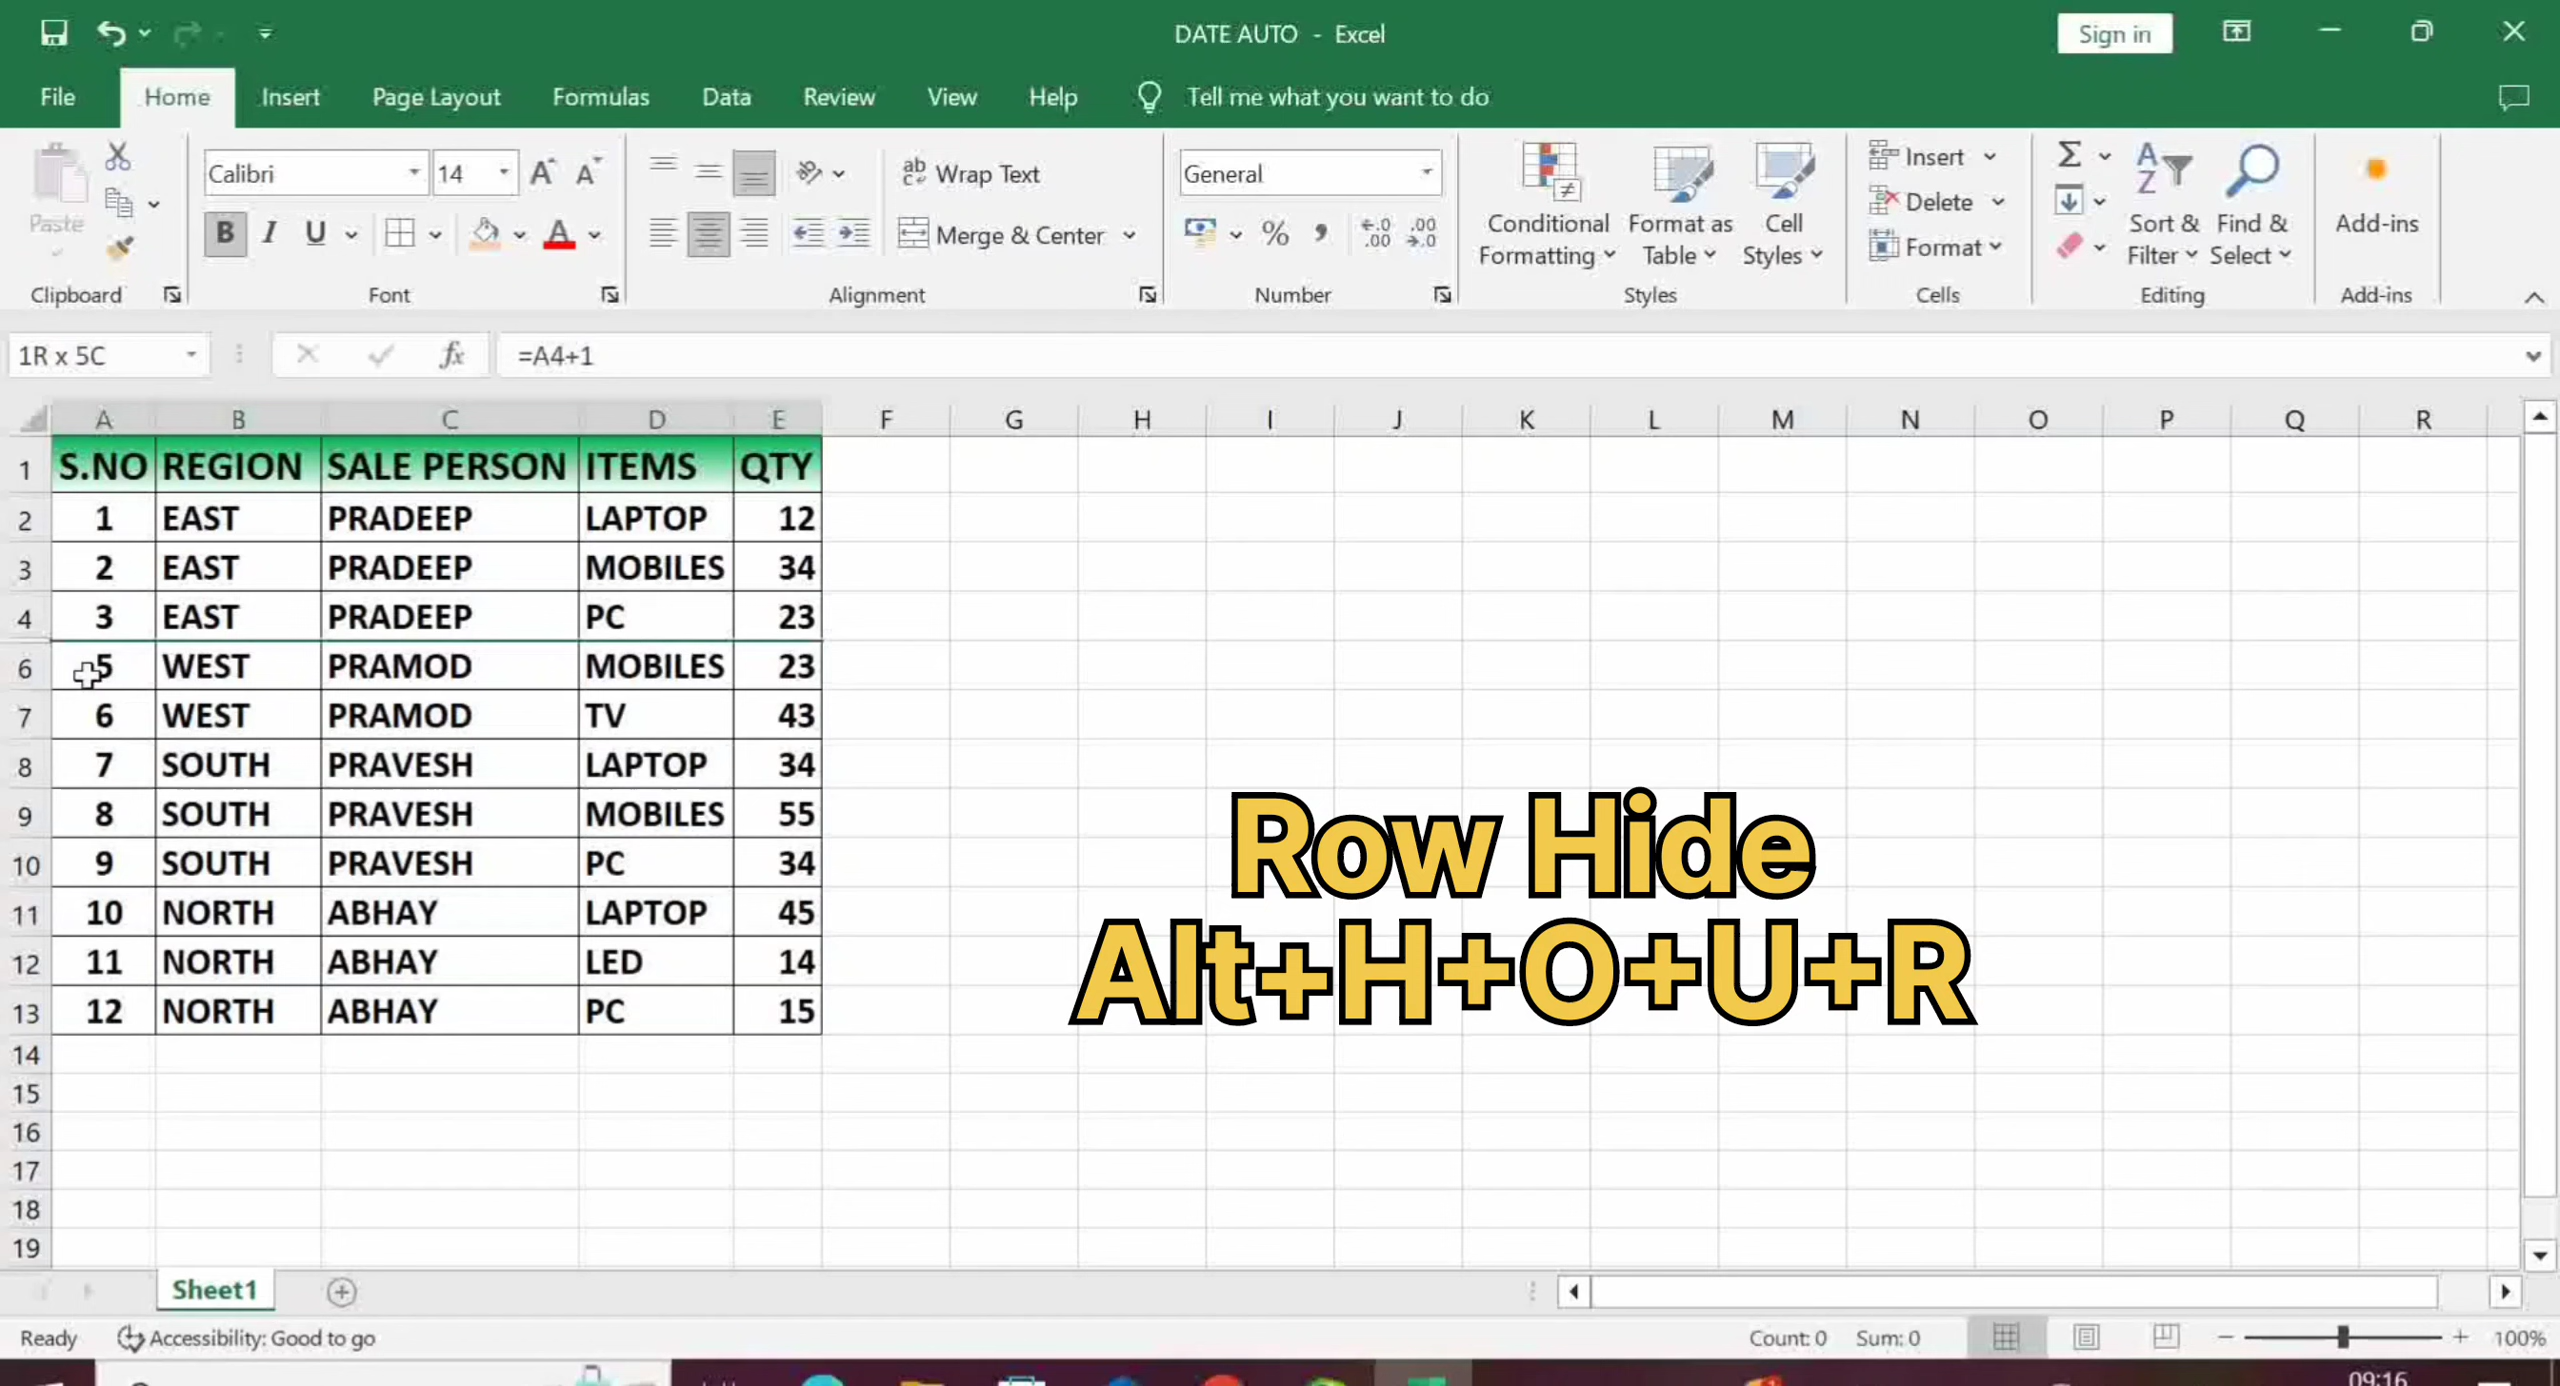 DATE AUTO - Excel
Sign in
File Home Insert Page Layout Formulas Data Review View Help Tell me what you want to do
Paste
Calibri 14
B I U
ab Wrap Text
Merge & Center
General
%
Conditional Formatting
Format as Table
Cell Styles
Insert
Delete
Format
Σ
Sort & Filter
Find & Select
Add-ins
Clipboard Font Alignment Number Styles Cells Editing Add-ins
1R x 5C fx =A4+1
A B C D E F G H I J K L M N O P Q R
1 S.NO REGION SALE PERSON ITEMS QTY
2 1 EAST PRADEEP LAPTOP 12
3 2 EAST PRADEEP MOBILES 34
4 3 EAST PRADEEP PC 23
6 5 WEST PRAMOD MOBILES 23
7 6 WEST PRAMOD TV 43
8 7 SOUTH PRAVESH LAPTOP 34
9 8 SOUTH PRAVESH MOBILES 55
10 9 SOUTH PRAVESH PC 34
11 10 NORTH ABHAY LAPTOP 45
12 11 NORTH ABHAY LED 14
13 12 NORTH ABHAY PC 15
14
15
16
17
18
19
Row Hide
Alt+H+O+U+R
Sheet1
Ready Accessibility: Good to go Count: 0 Sum: 0 100%
09:16